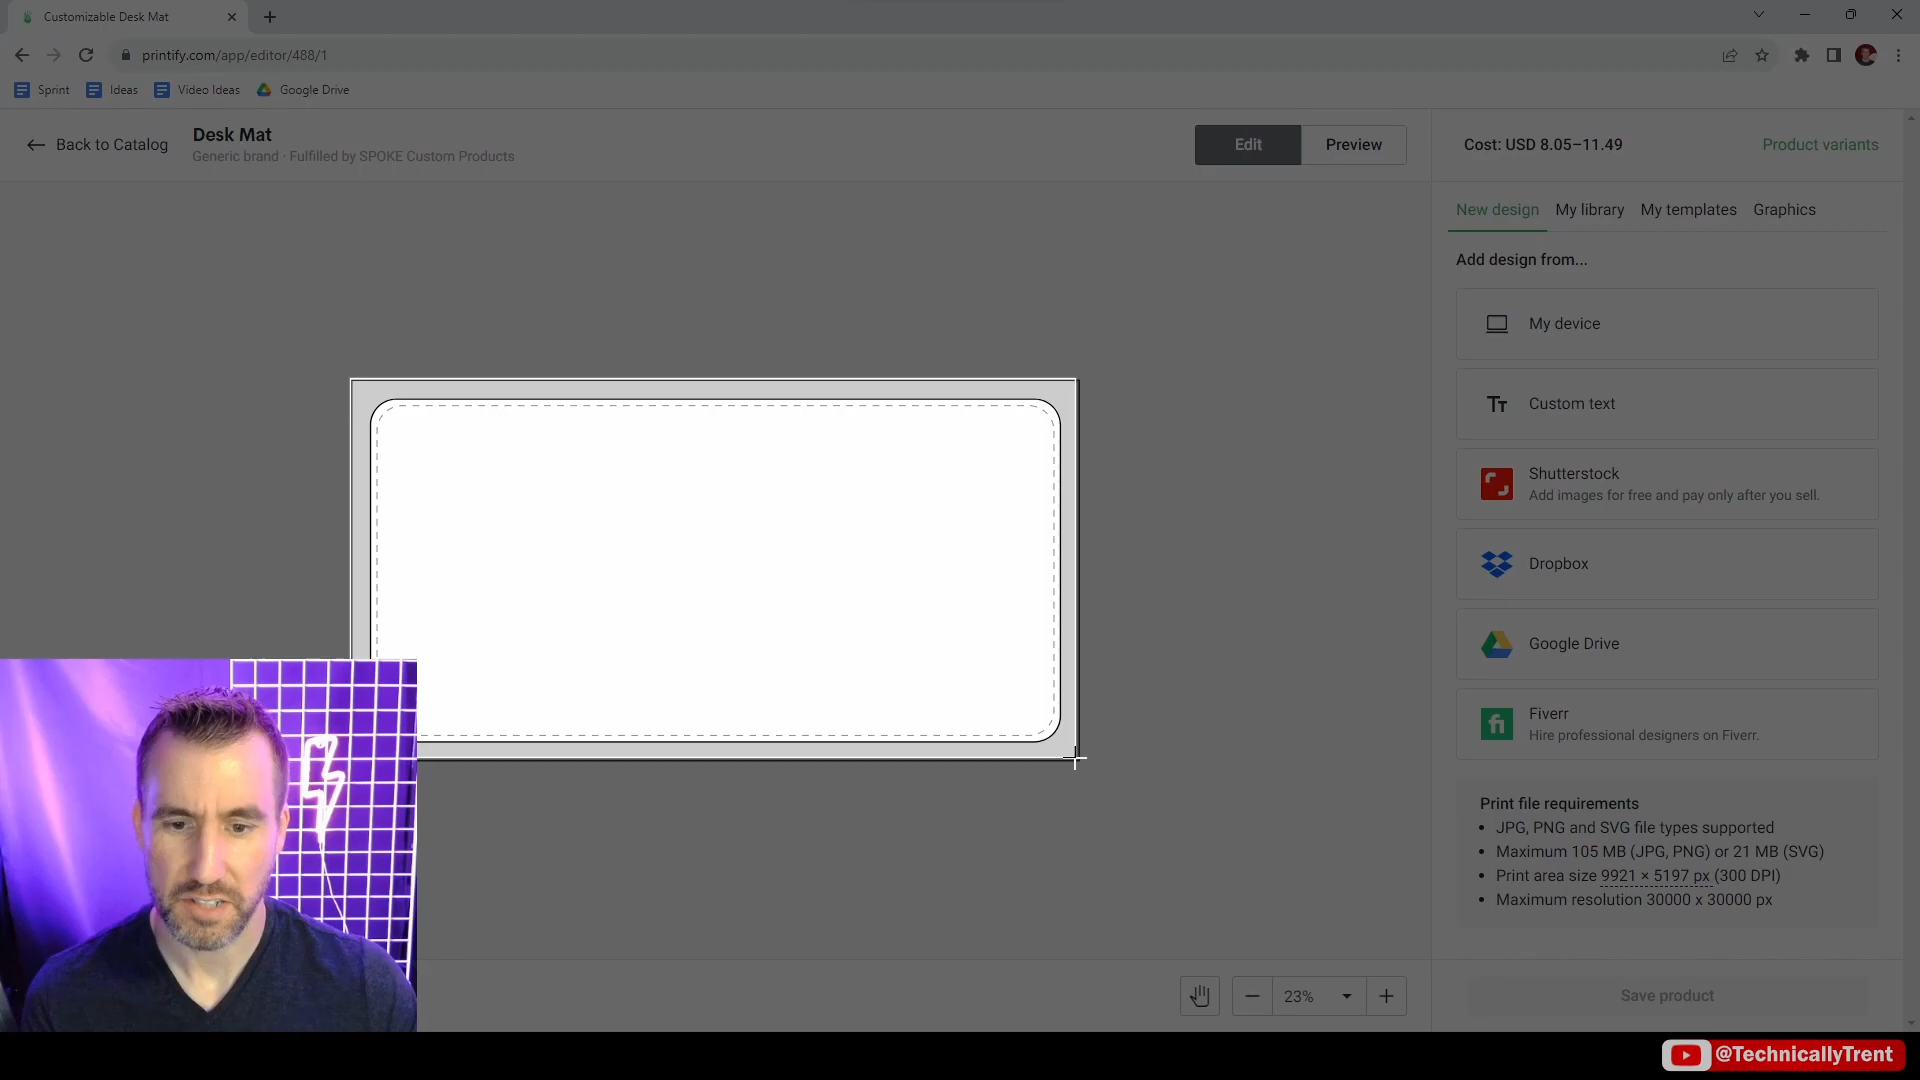 Customizable Desk Mat
printify.com/app/editor/488/1
Sprint
Ideas
Video Ideas
Google Drive
Back to Catalog
Desk Mat
Generic brand · Fulfilled by SPOKE Custom Products
Edit
Preview
Cost: USD 8.05–11.49
Product variants
New design
My library
My templates
Graphics
Add design from...
My device
Tт
Custom text
Shutterstock
Add images for free and pay only after you sell.
Dropbox
Google Drive
fi
Fiverr
Hire professional designers on Fiverr.
Print file requirements
• JPG, PNG and SVG file types supported
• Maximum 105 MB (JPG, PNG) or 21 MB (SVG)
• Print area size 9921 × 5197 px (300 DPI)
• Maximum resolution 30000 x 30000 px
23%
Save product
@TechnicallyTrent